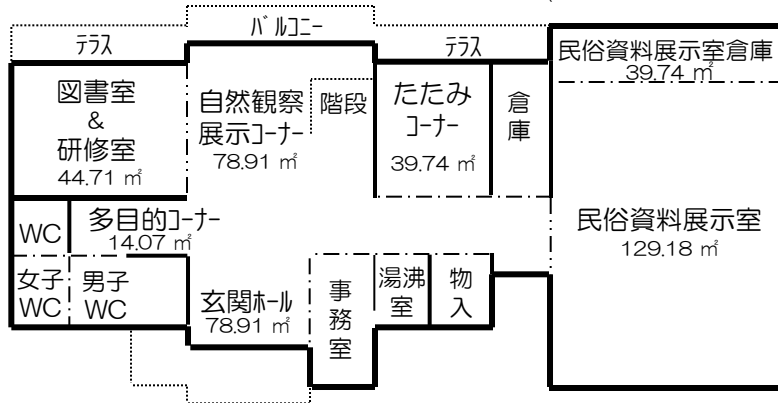 バルコニー
テラス
テラス
民俗資料展示室倉庫
39.74 ㎡
図書室
&
研修室
44.71 ㎡
自然観察
展示コーナー
78.91 ㎡
階段
たたみ
コーナー
39.74 ㎡
倉庫
民俗資料展示室
129.18 ㎡
WC
多目的コーナー
14.07 ㎡
女子
WC
男子
WC
玄関ホール
78.91 ㎡
事務室
湯沸室
物入